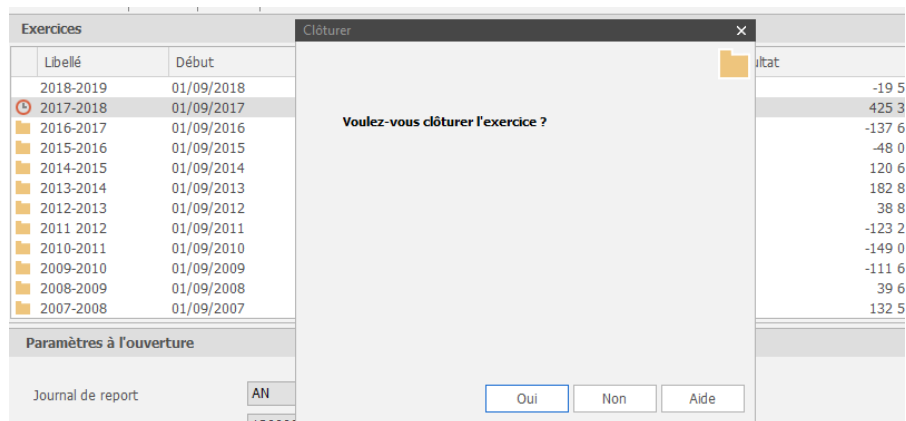 Exercices
Clôturer
Libellé Début
2018-2019 01/09/2018 -19 5
2017-2018 01/09/2017 425 3
2016-2017 01/09/2016 -137 6
2015-2016 01/09/2015 -48 0
2014-2015 01/09/2014 120 6
2013-2014 01/09/2013 182 8
2012-2013 01/09/2012 38 8
2011 2012 01/09/2011 -123 2
2010-2011 01/09/2010 -149 0
2009-2010 01/09/2009 -111 6
2008-2009 01/09/2008 39 6
2007-2008 01/09/2007 132 5
Voulez-vous clôturer l'exercice ?
Paramètres à l'ouverture
Journal de report AN
Oui Non Aide